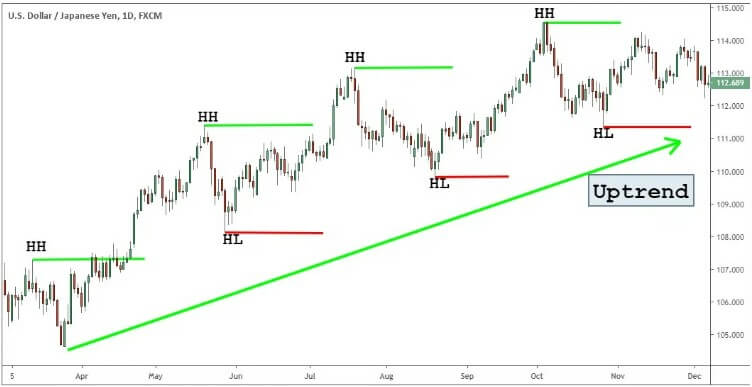 U.S. Dollar / Japanese Yen, 1D, FXCM
115.000
HH
114.000
HH
113.000
112.689
112.000
HH
HL
111.000
Uptrend
110.000
HL
109.000
HL
108.000
HH
107.000
106.000
105.000
5 Apr May Jun Jul Aug Sep Oct Nov Dec